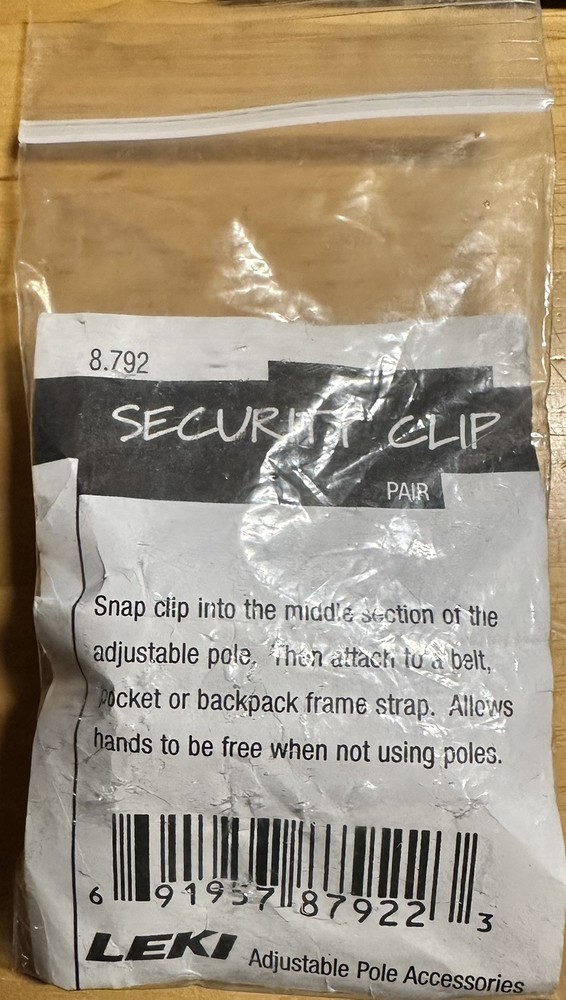 8.792
SECURITY CLIP
PAIR
Snap clip into the middle section of the
adjustable pole. Then attach to a belt,
pocket or backpack frame strap. Allows
hands to be free when not using poles.
6 91957 87922 3
LEKI Adjustable Pole Accessories